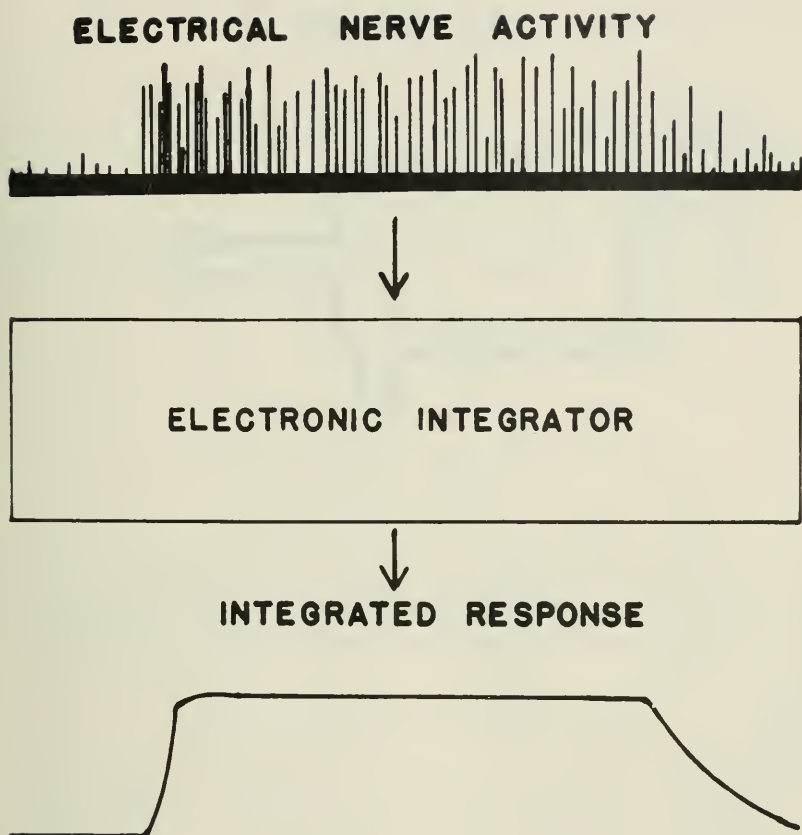 ELECTRICAL NERVE ACTIVITY
ELECTRONIC INTEGRATOR
INTEGRATED RESPONSE